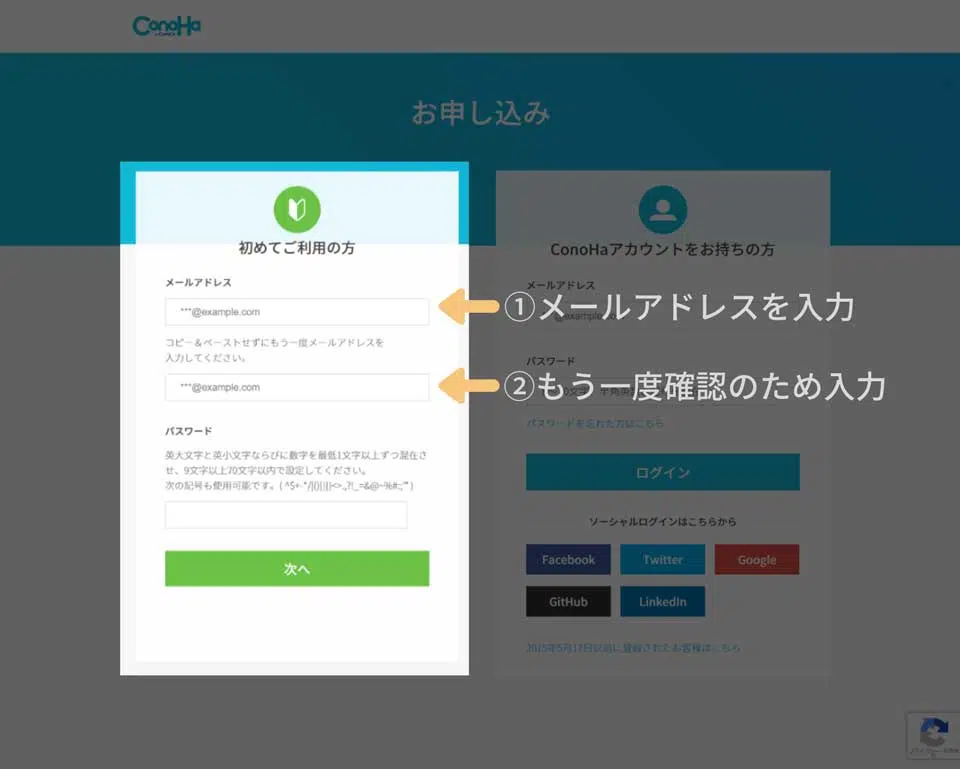 ConoHa
お申し込み
初めてご利用の方
メールアドレス
***@example.com
コピー＆ペーストせずにもう一度メールアドレスを
入力してください。
***@example.com
パスワード
英大文字と英小文字ならびに数字を最低1文字以上ずつ混在さ
せ、9文字以上70文字以内で設定してください。
次へ
①メールアドレスを入力
②もう一度確認のため入力
ConoHaアカウントをお持ちの方
メールアドレス
パスワード
パスワードを忘れた方はこちら
ログイン
ソーシャルログインはこちらから
Facebook
Twitter
Google
GitHub
LinkedIn
2015年5月17日以前に登録されたお客様はこちら